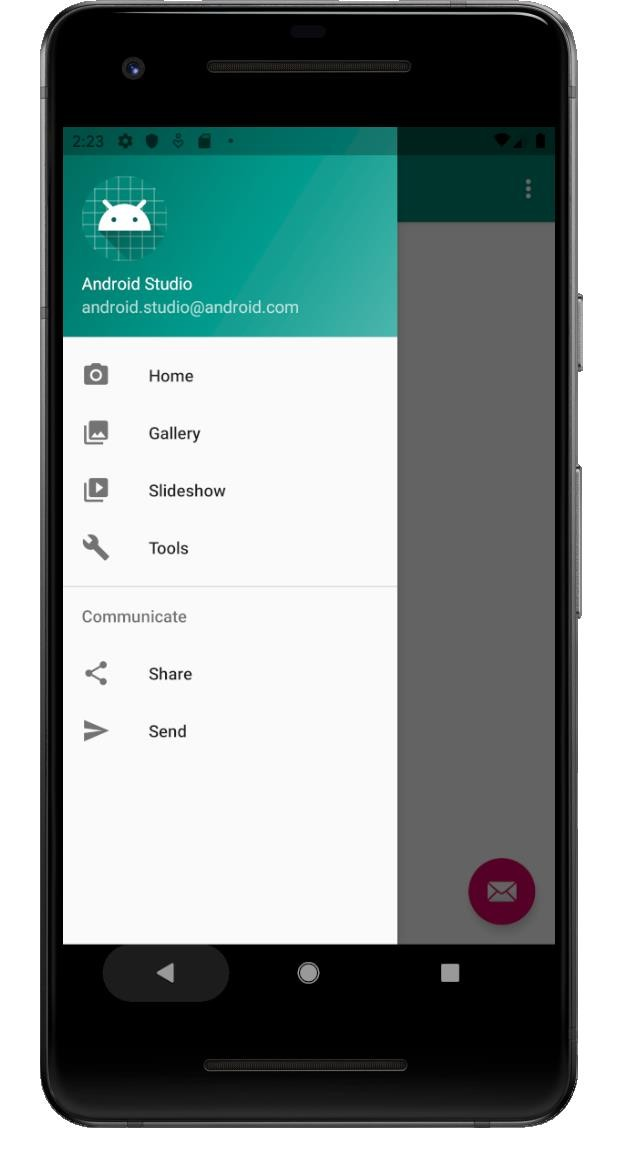 2:23
Android Studio
android.studio@android.com
Home
Gallery
Slideshow
Tools
Communicate
Share
Send